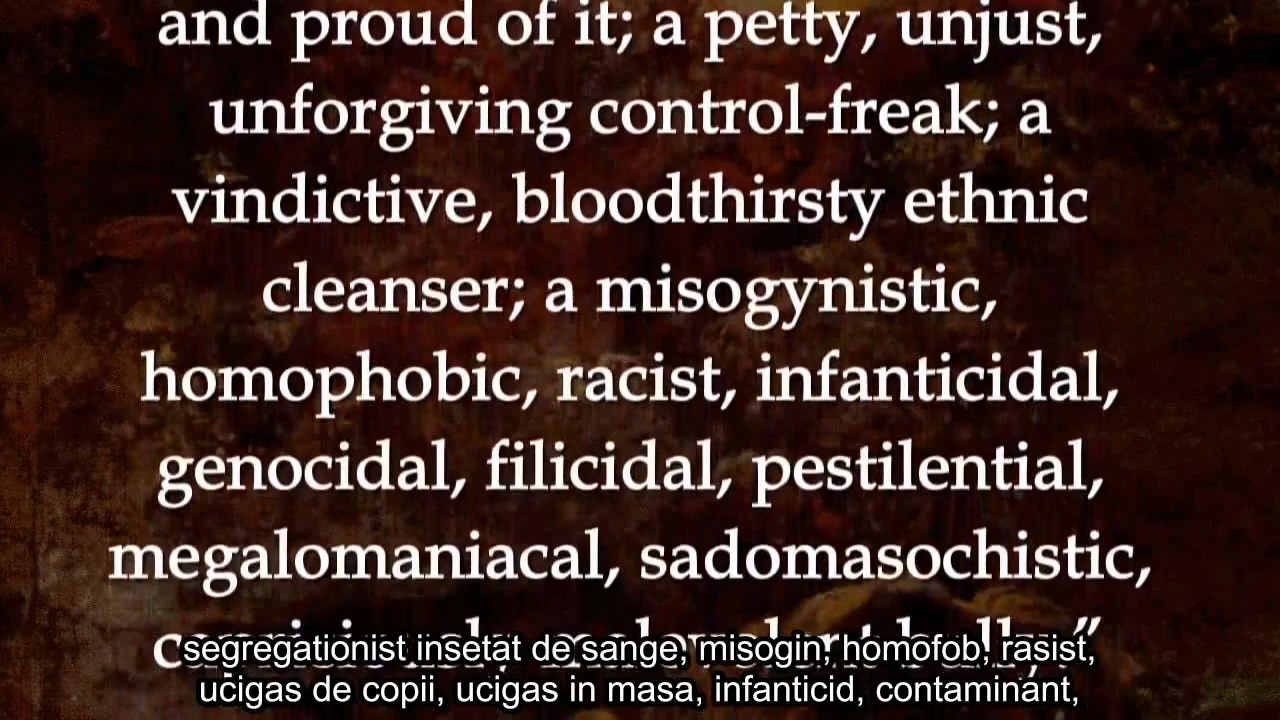 and proud of it; a petty, unjust,
unforgiving control-freak; a
vindictive, bloodthirsty ethnic
cleanser; a misogynistic,
homophobic, racist, infanticidal,
genocidal, filicidal, pestilential,
megalomaniacal, sadomasochistic,
segregationist insetat de sange, misogin, homofob, rasist,
ucigas de copii, ucigas in masa, infanticid, contaminant,